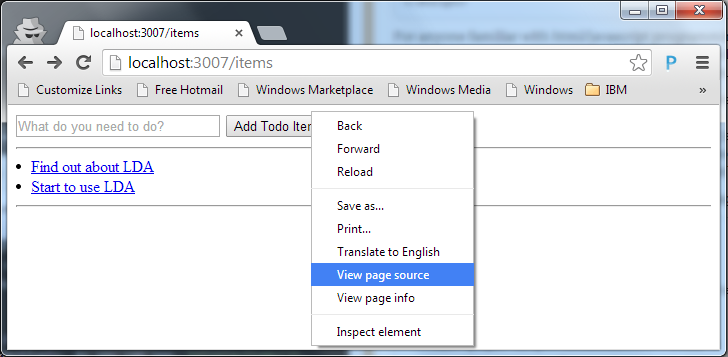 localhost:3007/items
localhost:3007/items
Customize Links Free Hotmail Windows Marketplace Windows Media Windows IBM
What do you need to do? Add Todo Item
Find out about LDA
Start to use LDA
Back
Forward
Reload
Save as...
Print...
Translate to English
View page source
View page info
Inspect element